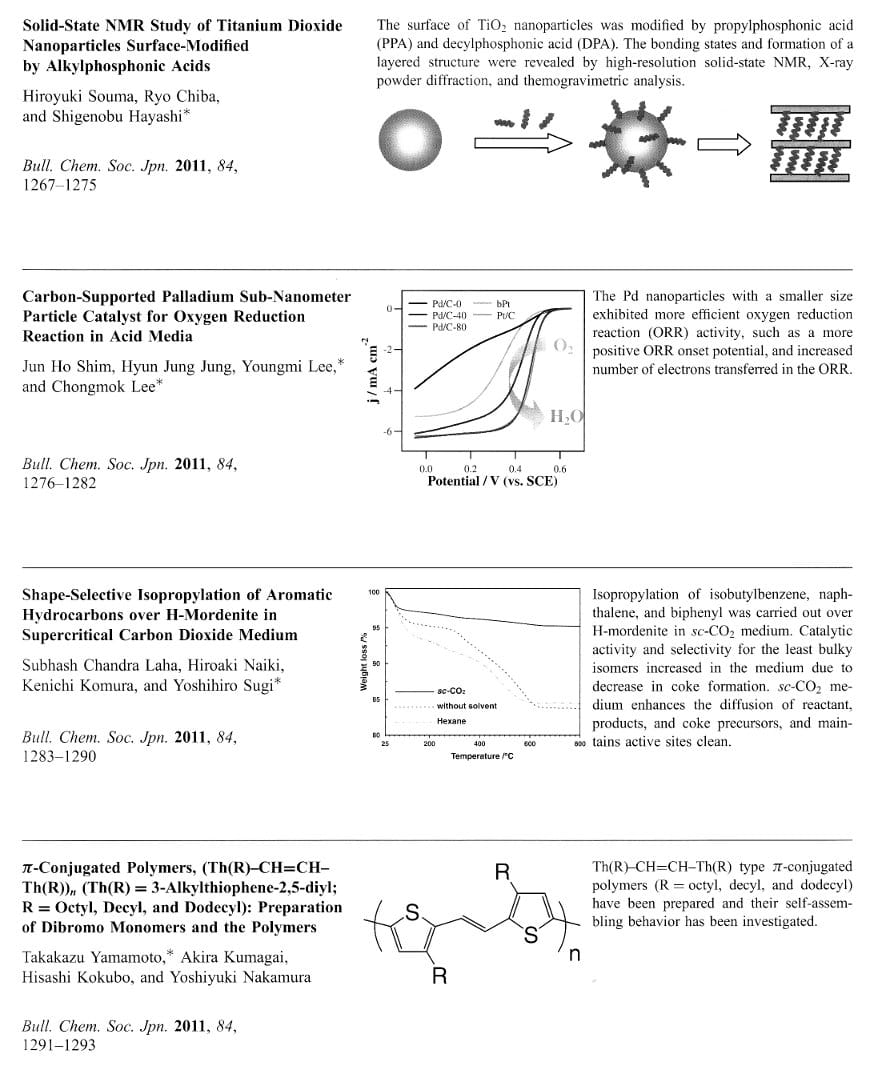 Solid-State NMR Study of Titanium Dioxide
Nanoparticles Surface-Modified
by Alkylphosphonic Acids
Hiroyuki Souma, Ryo Chiba,
and Shigenobu Hayashi*
Bull. Chem. Soc. Jpn. 2011, 84,
1267–1275
The surface of TiO₂ nanoparticles was modified by propylphosphonic acid
(PPA) and decylphosphonic acid (DPA). The bonding states and formation of a
layered structure were revealed by high-resolution solid-state NMR, X-ray
powder diffraction, and themogravimetric analysis.
Carbon-Supported Palladium Sub-Nanometer
Particle Catalyst for Oxygen Reduction
Reaction in Acid Media
Jun Ho Shim, Hyun Jung Jung, Youngmi Lee,*
and Chongmok Lee*
Bull. Chem. Soc. Jpn. 2011, 84,
1276–1282
Pd/C-0 bPt
Pd/C-40 Pt/C
Pd/C-80
0
-2
-4
-6
j / mA cm⁻²
O₂
H₂O
0.0 0.2 0.4 0.6
Potential / V (vs. SCE)
The Pd nanoparticles with a smaller size
exhibited more efficient oxygen reduction
reaction (ORR) activity, such as a more
positive ORR onset potential, and increased
number of electrons transferred in the ORR.
Shape-Selective Isopropylation of Aromatic
Hydrocarbons over H-Mordenite in
Supercritical Carbon Dioxide Medium
Subhash Chandra Laha, Hiroaki Naiki,
Kenichi Komura, and Yoshihiro Sugi*
Bull. Chem. Soc. Jpn. 2011, 84,
1283–1290
100
95
90
85
80
Weight loss /%
sc-CO₂
without solvent
Hexane
25 200 400 600 800
Temperature /°C
Isopropylation of isobutylbenzene, naph-
thalene, and biphenyl was carried out over
H-mordenite in sc-CO₂ medium. Catalytic
activity and selectivity for the least bulky
isomers increased in the medium due to
decrease in coke formation. sc-CO₂ me-
dium enhances the diffusion of reactant,
products, and coke precursors, and main-
tains active sites clean.
π-Conjugated Polymers, (Th(R)–CH=CH–
Th(R))ₙ (Th(R) = 3-Alkylthiophene-2,5-diyl;
R = Octyl, Decyl, and Dodecyl): Preparation
of Dibromo Monomers and the Polymers
Takakazu Yamamoto,* Akira Kumagai,
Hisashi Kokubo, and Yoshiyuki Nakamura
Bull. Chem. Soc. Jpn. 2011, 84,
1291–1293
R
S
S
n
R
Th(R)–CH=CH–Th(R) type π-conjugated
polymers (R = octyl, decyl, and dodecyl)
have been prepared and their self-assem-
bling behavior has been investigated.